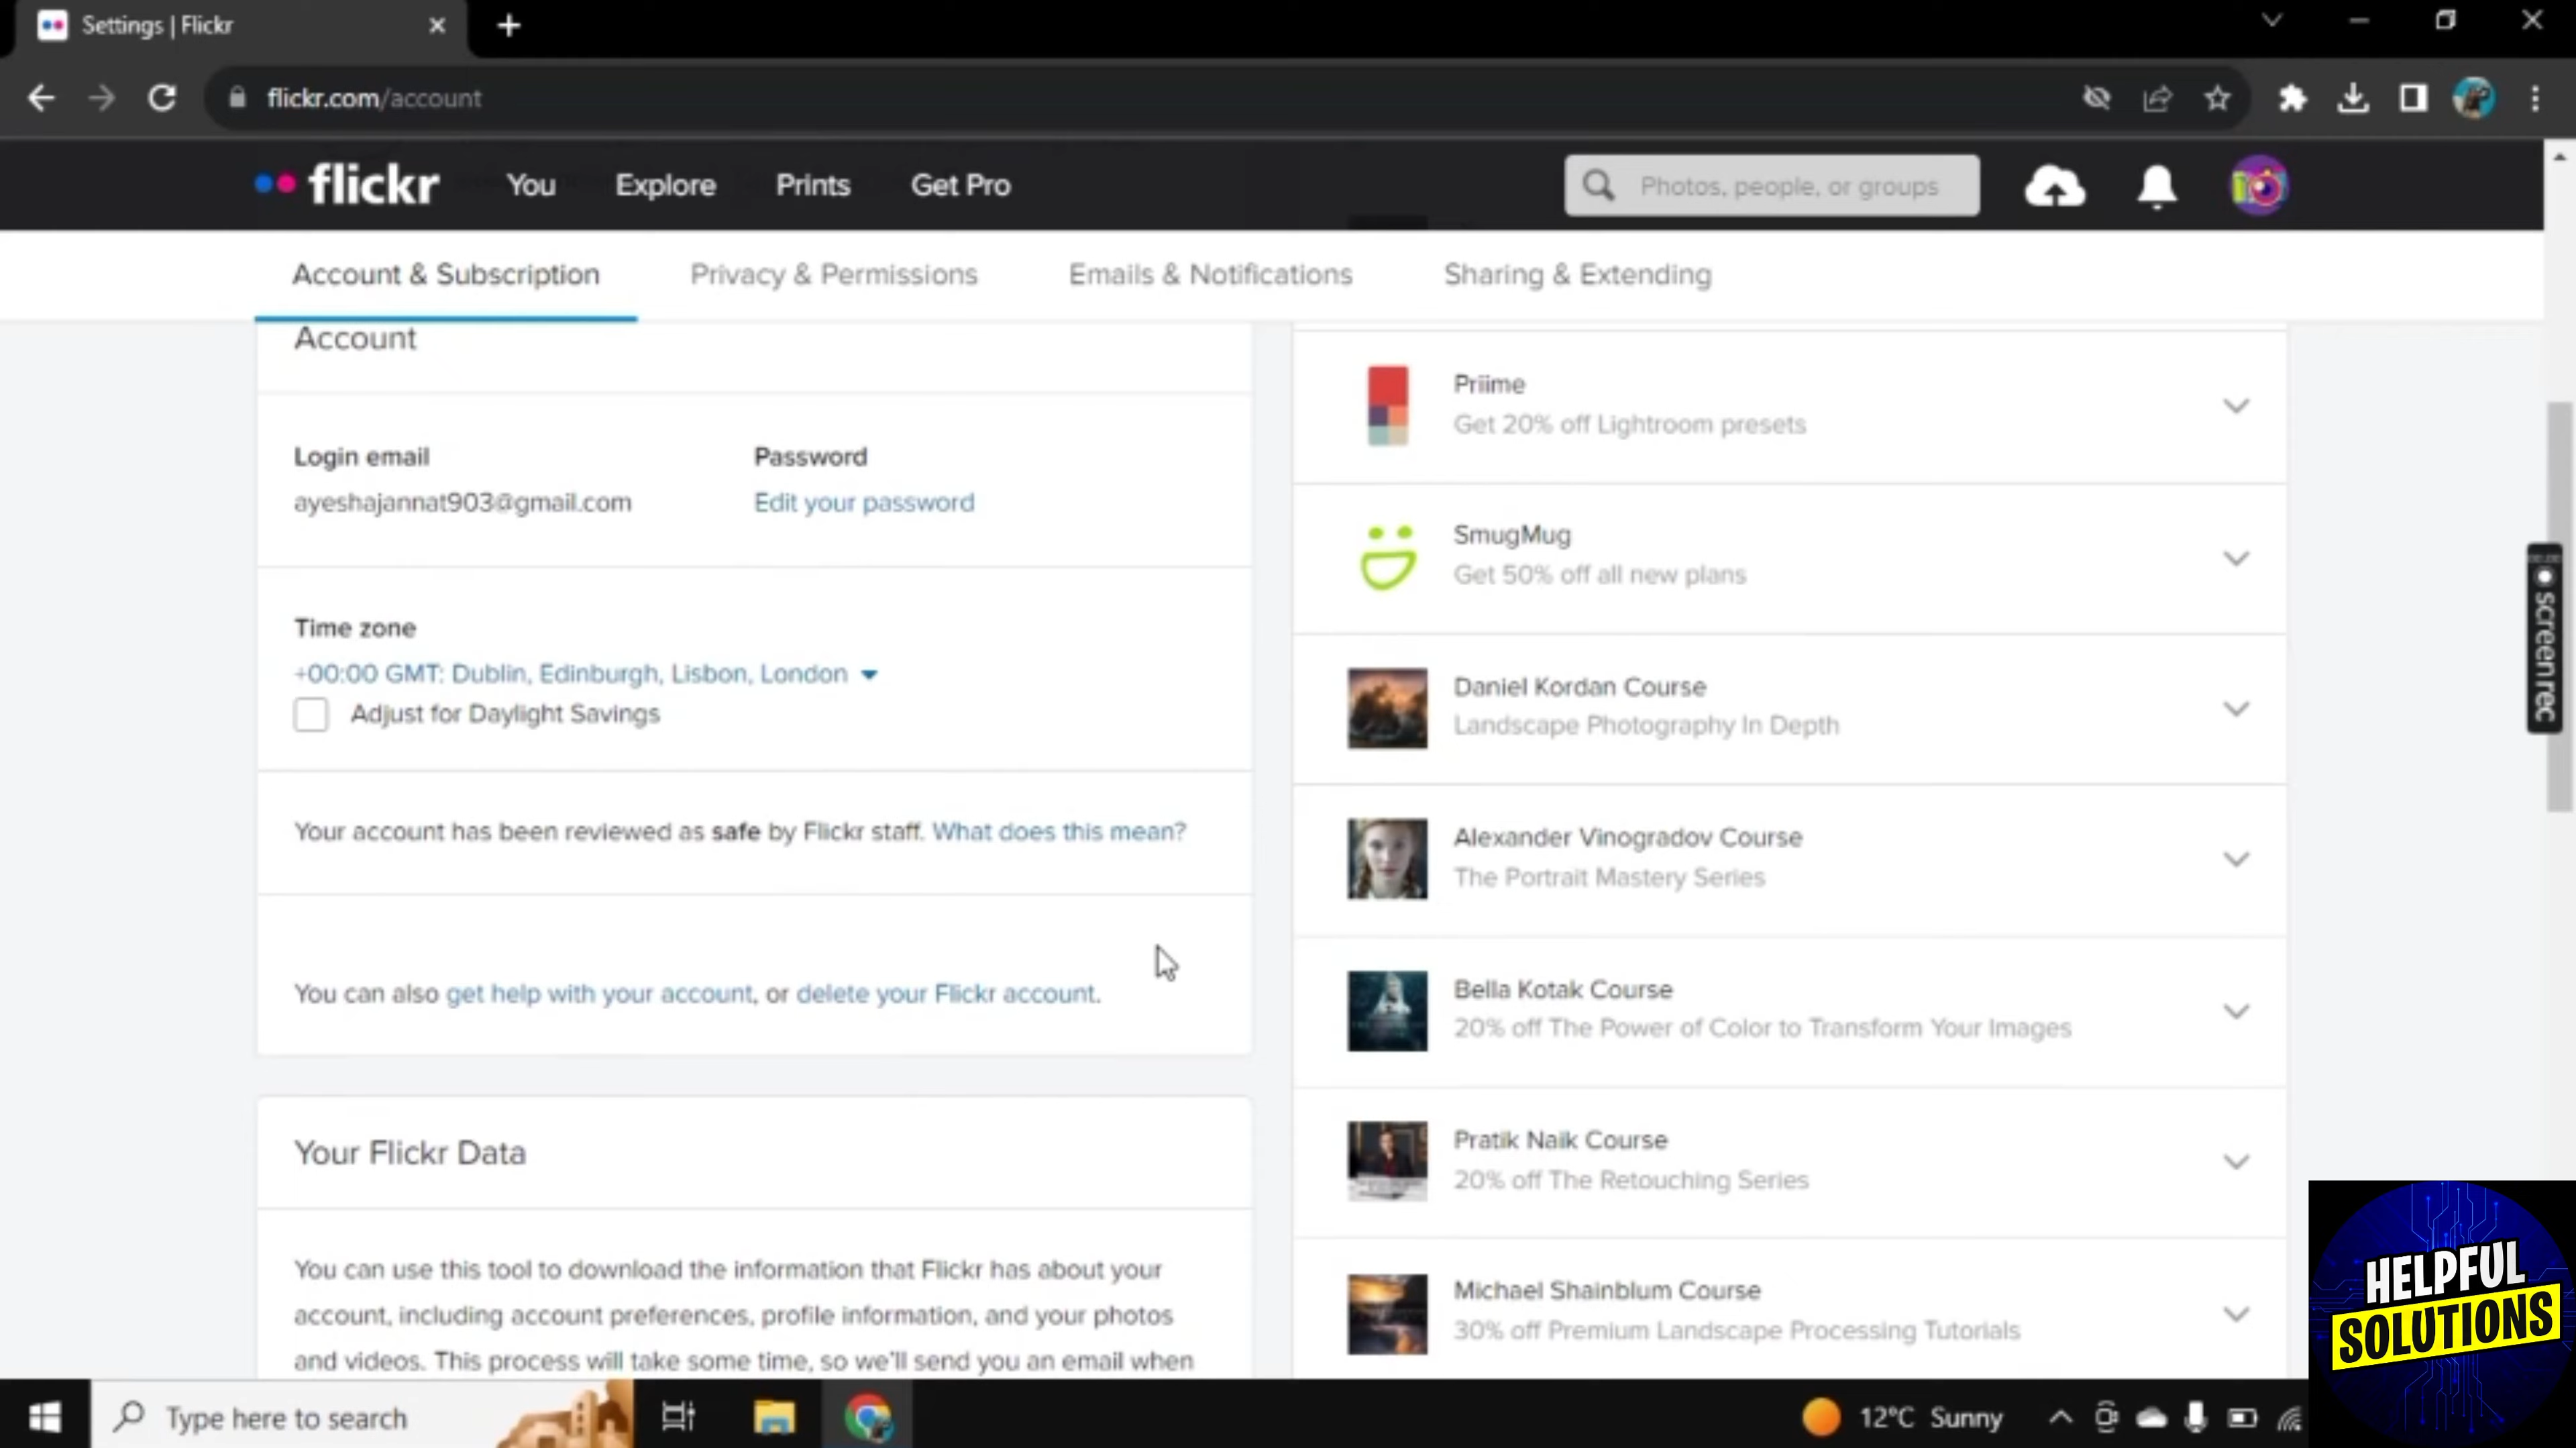 Settings | Flickr
flickr.com/account
flickr
You
Explore
Prints
Get Pro
Photos, people, or groups
Account & Subscription
Privacy & Permissions
Emails & Notifications
Sharing & Extending
Account
Login email
ayeshajannat903@gmail.com
Password
Edit your password
Time zone
+00:00 GMT: Dublin, Edinburgh, Lisbon, London
Adjust for Daylight Savings
Your account has been reviewed as safe by Flickr staff. What does this mean?
You can also get help with your account, or delete your Flickr account.
Your Flickr Data
You can use this tool to download the information that Flickr has about your
account, including account preferences, profile information, and your photos
and videos. This process will take some time, so we'll send you an email when
Priime
Get 20% off Lightroom presets
SmugMug
Get 50% off all new plans
Daniel Kordan Course
Landscape Photography In Depth
Alexander Vinogradov Course
The Portrait Mastery Series
Bella Kotak Course
20% off The Power of Color to Transform Your Images
Pratik Naik Course
20% off The Retouching Series
Michael Shainblum Course
30% off Premium Landscape Processing Tutorials
screen rec
HELPFUL
SOLUTIONS
Type here to search
12°C Sunny